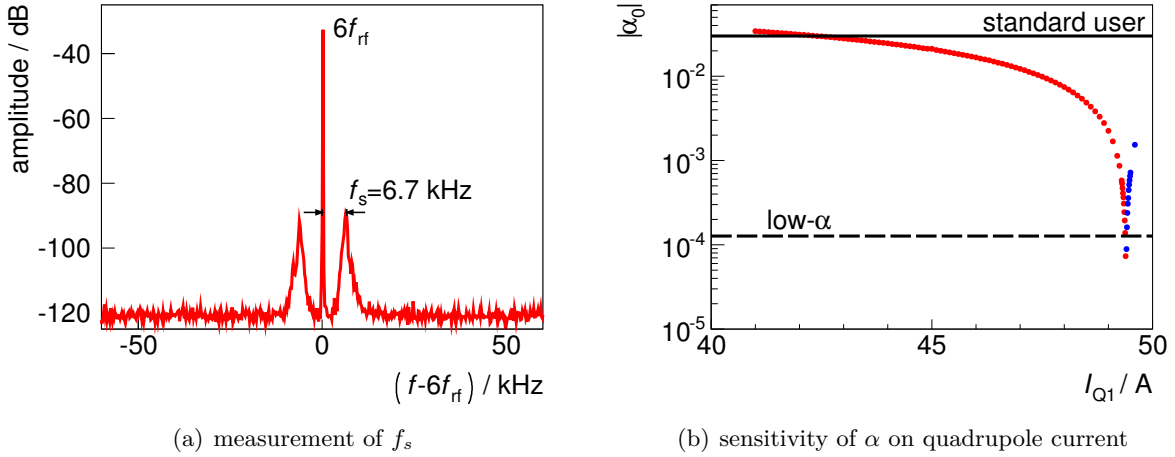 amplitude / dB
-40
-60
-80
-100
-120
6f_rf
f_s=6.7 kHz
-50
0
50
(f-6f_rf) / kHz
(a) measurement of f_s
|α_0|
10^-2
10^-3
10^-4
10^-5
standard user
low-α
40
45
50
I_Q1 / A
(b) sensitivity of α on quadrupole current